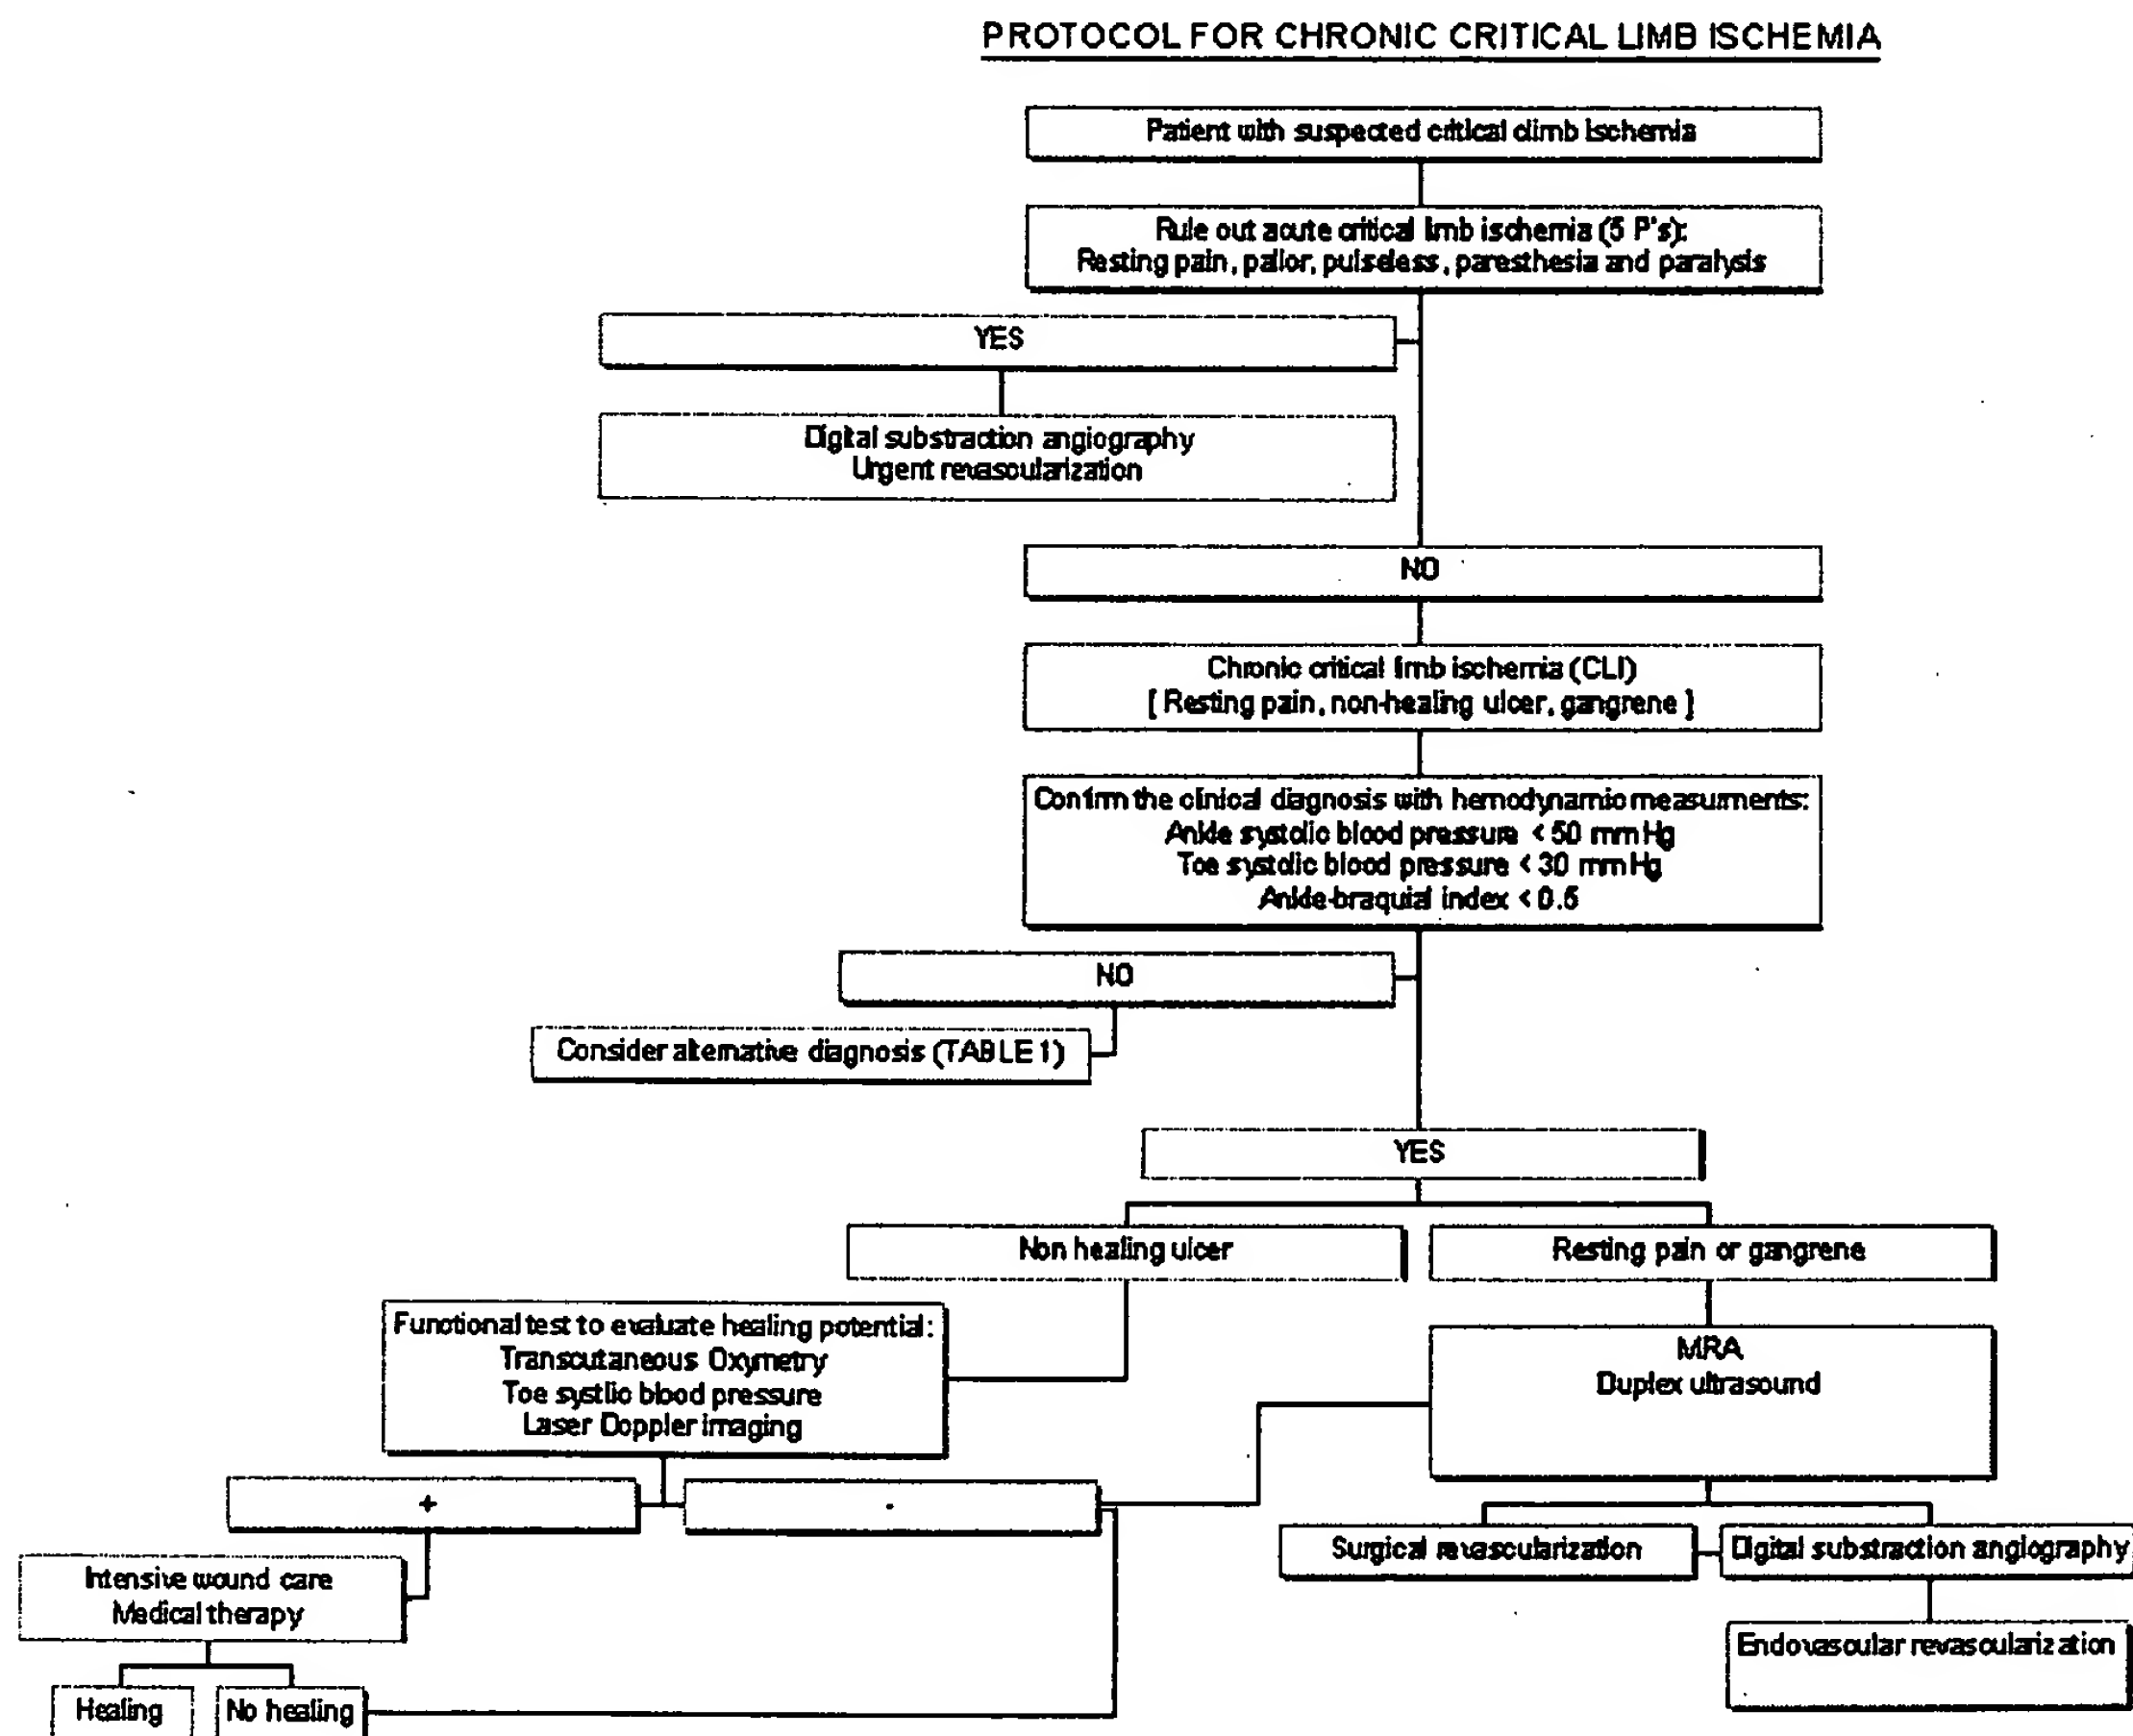 PROTOCOL FOR CHRONIC CRITICAL LIMB ISCHEMIA
Patient with suspected critical climb ischemia
Rule out acute critical limb ischemia (5 P's):
Resting pain, pallor, pulseless, paresthesia and paralysis
YES
Digital substraction angiography
Urgent revascularization
NO
Chronic critical limb ischemia (CLI)
[ Resting pain, non-healing ulcer, gangrene ]
Confirm the clinical diagnosis with hemodynamic measurments:
Ankle systolic blood pressure < 50 mmHg
Toe systolic blood pressure < 30 mmHg
Ankle-braquial index < 0.5
NO
Consider alternative diagnosis (TABLE 1)
YES
Non healing ulcer
Resting pain or gangrene
Functional test to evaluate healing potential:
Transcutaneous Oxymetry
Toe systlic blood pressure
Laser Doppler imaging
MRA
Duplex ultrasound
+
-
Surgical revascularization
Digital substraction angiography
Intensive wound care
Medical therapy
Endovascular revascularization
Healing
No healing